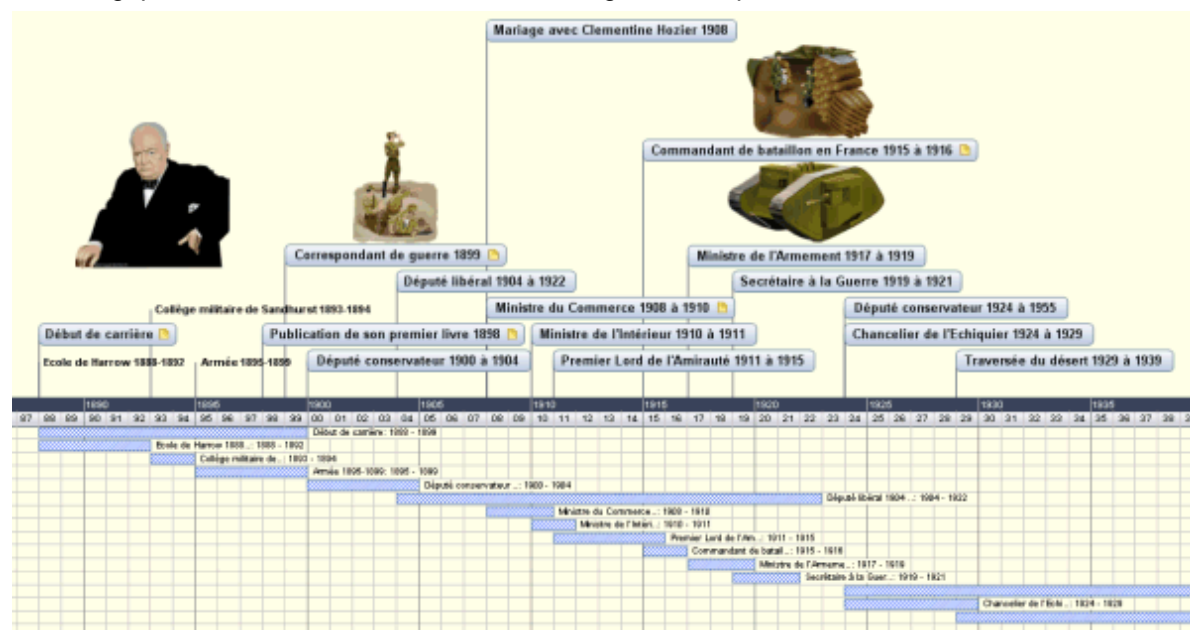 Mariage avec Clementine Hozier 1908
Commandant de bataillon en France 1915 à 1916
Correspondant de guerre 1899
Ministre de l'Armement 1917 à 1919
Député libéral 1904 à 1922
Secrétaire à la Guerre 1919 à 1921
Collège militaire de Sandhurst 1893-1894
Ministre du Commerce 1908 à 1910
Député conservateur 1924 à 1955
Début de carrière
Publication de son premier livre 1898
Ministre de l'Intérieur 1910 à 1911
Chancelier de l'Echiquier 1924 à 1929
Ecole de Harrow 1888-1892
Armée 1895-1899
Député conservateur 1900 à 1904
Premier Lord de l'Amirauté 1911 à 1915
Traversée du désert 1929 à 1939
1890 1895 1900 1905 1910 1915 1920 1925 1930 1935
87 88 89 90 91 92 93 94 95 96 97 98 99 00 01 02 03 04 05 06 07 08 09 10 11 12 13 14 15 16 17 18 19 20 21 22 23 24 25 26 27 28 29 30 31 32 33 34 35 36 37 38
Début de carrière: 1888 - 1899
Ecole de Harrow 1888...: 1888 - 1892
Collège militaire de...: 1893 - 1894
Armée 1895-1899: 1895 - 1899
Député conservateur ...: 1900 - 1904
Député libéral 1904 ...: 1904 - 1922
Ministre du Commerce...: 1908 - 1910
Ministre de l'Intéri...: 1910 - 1911
Premier Lord de l'Am...: 1911 - 1915
Commandant de batail...: 1915 - 1916
Ministre de l'Armeme...: 1917 - 1919
Secrétaire à la Guer...: 1919 - 1921
Chancelier de l'Echi...: 1924 - 1929